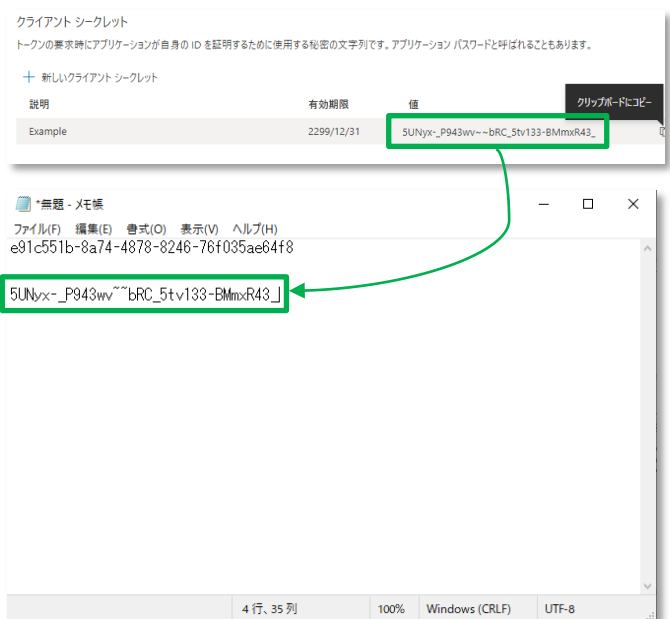 クライアント シークレット
トークンの要求時にアプリケーションが自身の ID を証明するために使用する秘密の文字列です。アプリケーション パスワードと呼ばれることもあります。
＋ 新しいクライアント シークレット
クリップボードにコピー
説明 有効期限 値
Example 2299/12/31 5UNyx-_P943wv~~bRC_5tv133-BMmxR43_
*無題 - メモ帳
ファイル(F) 編集(E) 書式(O) 表示(V) ヘルプ(H)
e91c551b-8a74-4878-8246-76f035ae64f8
5UNyx-_P943wv~~bRC_5tv133-BMmxR43_
4 行、35 列 100% Windows (CRLF) UTF-8